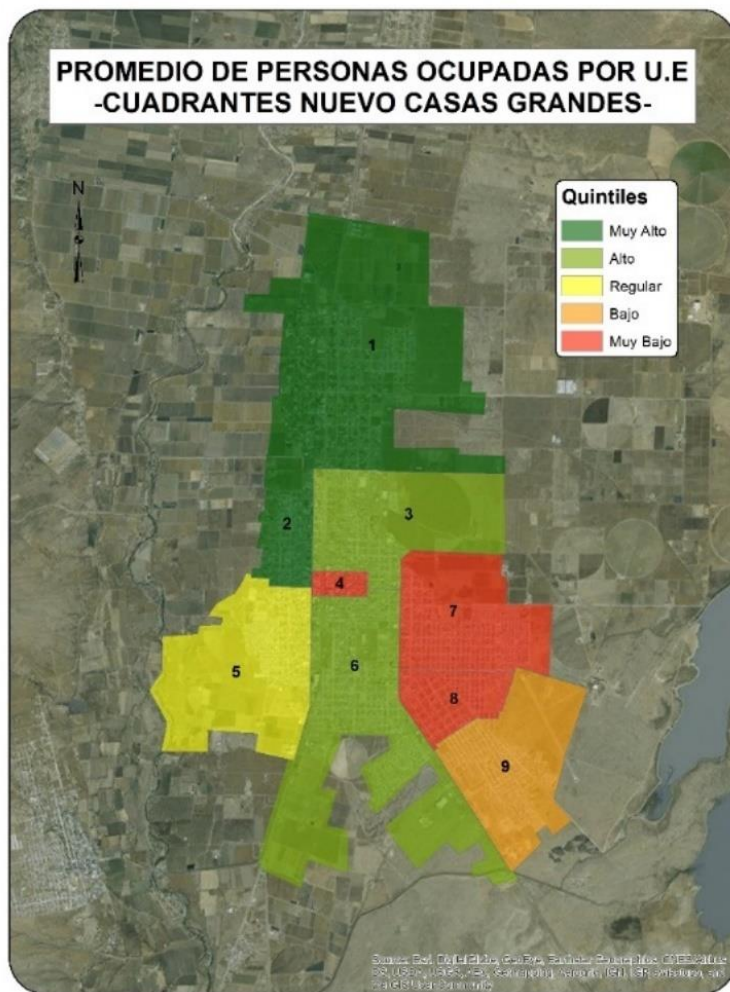 PROMEDIO DE PERSONAS OCUPADAS POR U.E
-CUADRANTES NUEVO CASAS GRANDES-
N
Quintiles
Muy Alto
Alto
Regular
Bajo
Muy Bajo
1
2
3
4
5
6
7
8
9